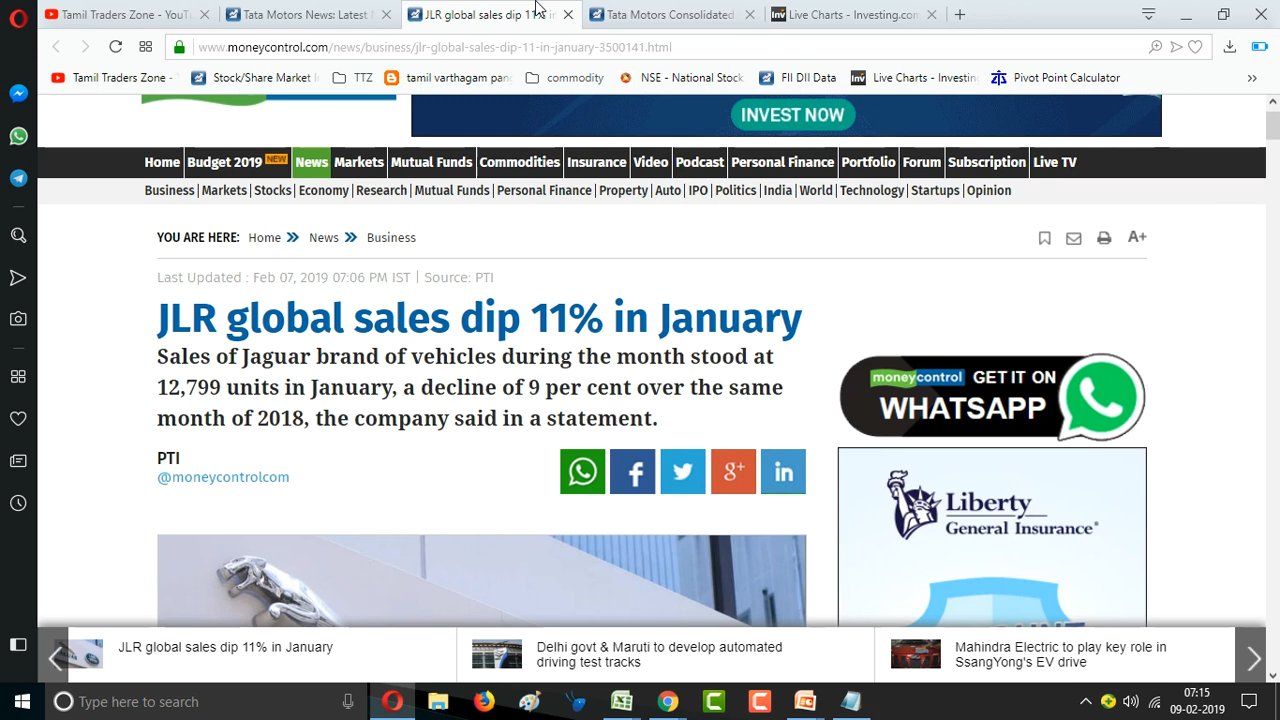 Tamil Traders Zone - YouT
Tata Motors News: Latest
JLR global sales dip 11% in
Tata Motors Consolidated
Inv Live Charts - Investing.com
www.moneycontrol.com/news/business/jlr-global-sales-dip-11-in-january-3500141.html
Tamil Traders Zone -
Stock/Share Market
TTZ
tamil varthagam pan
commodity
NSE - National Stock
FII DII Data
Inv Live Charts - Investin
Pivot Point Calculator
INVEST NOW
Home Budget 2019 NEW News Markets Mutual Funds Commodities Insurance Video Podcast Personal Finance Portfolio Forum Subscription Live TV
Business | Markets | Stocks | Economy | Research | Mutual Funds | Personal Finance | Property | Auto | IPO | Politics | India | World | Technology | Startups | Opinion
YOU ARE HERE: Home News Business
A+
Last Updated : Feb 07, 2019 07:06 PM IST | Source: PTI
JLR global sales dip 11% in January
Sales of Jaguar brand of vehicles during the month stood at
12,799 units in January, a decline of 9 per cent over the same
month of 2018, the company said in a statement.
PTI
@moneycontrolcom
g+
in
moneycontrol GET IT ON
WHATSAPP
Liberty
General Insurance
JLR global sales dip 11% in January
Delhi govt & Maruti to develop automated
driving test tracks
Mahindra Electric to play key role in
SsangYong's EV drive
Type here to search
07:15
09-02-2019